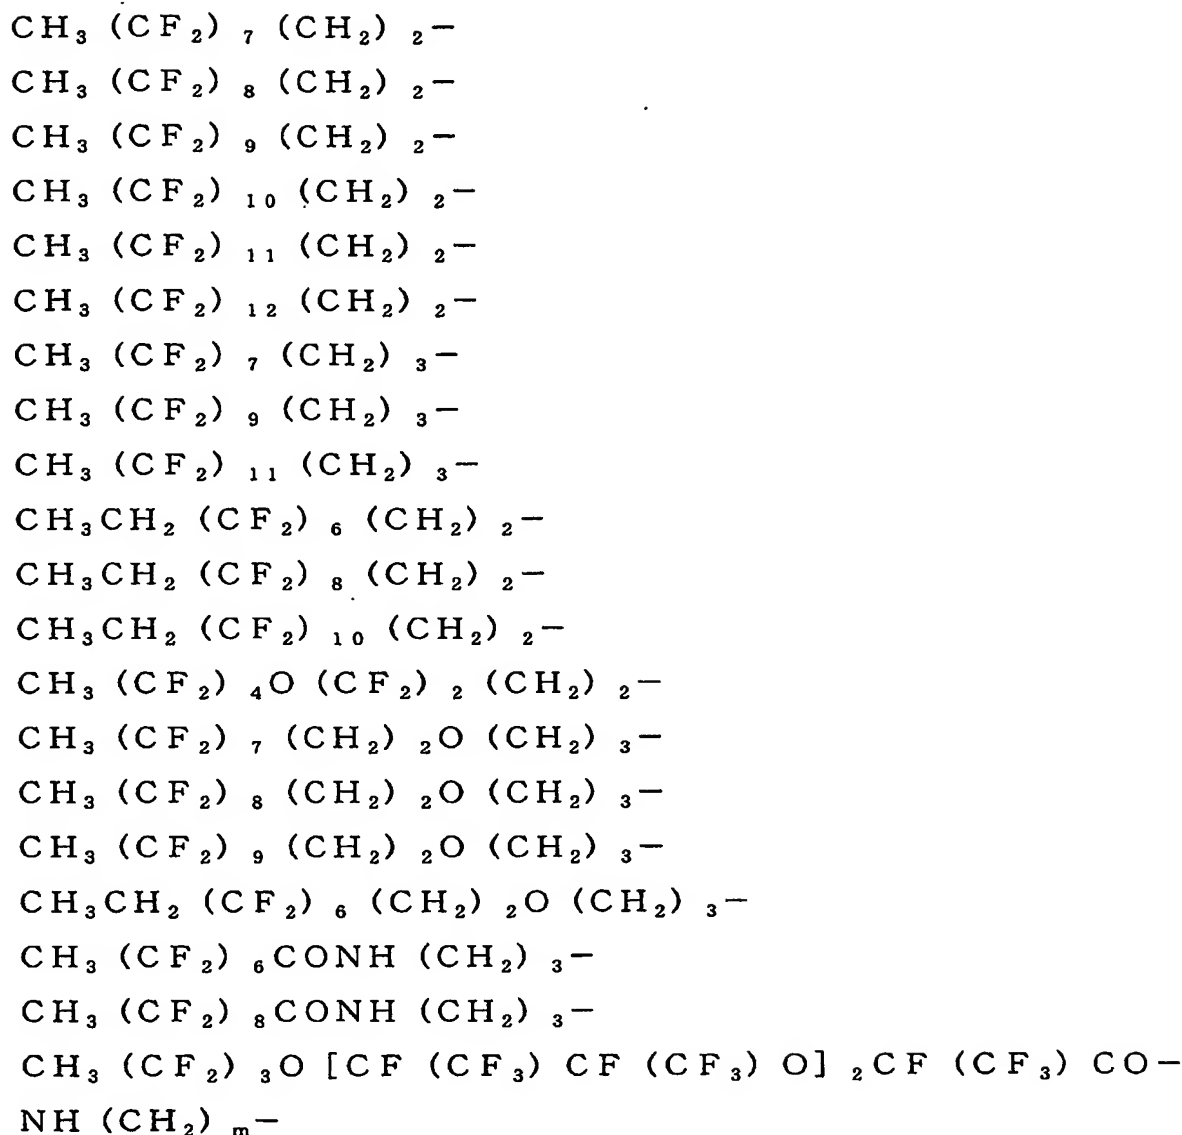 CH₃ (CF₂) ₇ (CH₂) ₂−
CH₃ (CF₂) ₈ (CH₂) ₂−
CH₃ (CF₂) ₉ (CH₂) ₂−
CH₃ (CF₂) ₁₀ (CH₂) ₂−
CH₃ (CF₂) ₁₁ (CH₂) ₂−
CH₃ (CF₂) ₁₂ (CH₂) ₂−
CH₃ (CF₂) ₇ (CH₂) ₃−
CH₃ (CF₂) ₉ (CH₂) ₃−
CH₃ (CF₂) ₁₁ (CH₂) ₃−
CH₃CH₂ (CF₂) ₆ (CH₂) ₂−
CH₃CH₂ (CF₂) ₈ (CH₂) ₂−
CH₃CH₂ (CF₂) ₁₀ (CH₂) ₂−
CH₃ (CF₂) ₄O (CF₂) ₂ (CH₂) ₂−
CH₃ (CF₂) ₇ (CH₂) ₂O (CH₂) ₃−
CH₃ (CF₂) ₈ (CH₂) ₂O (CH₂) ₃−
CH₃ (CF₂) ₉ (CH₂) ₂O (CH₂) ₃−
CH₃CH₂ (CF₂) ₆ (CH₂) ₂O (CH₂) ₃−
CH₃ (CF₂) ₆CONH (CH₂) ₃−
CH₃ (CF₂) ₈CONH (CH₂) ₃−
CH₃ (CF₂) ₃O [CF (CF₃) CF (CF₃) O] ₂CF (CF₃) CO−
NH (CH₂) ₘ−